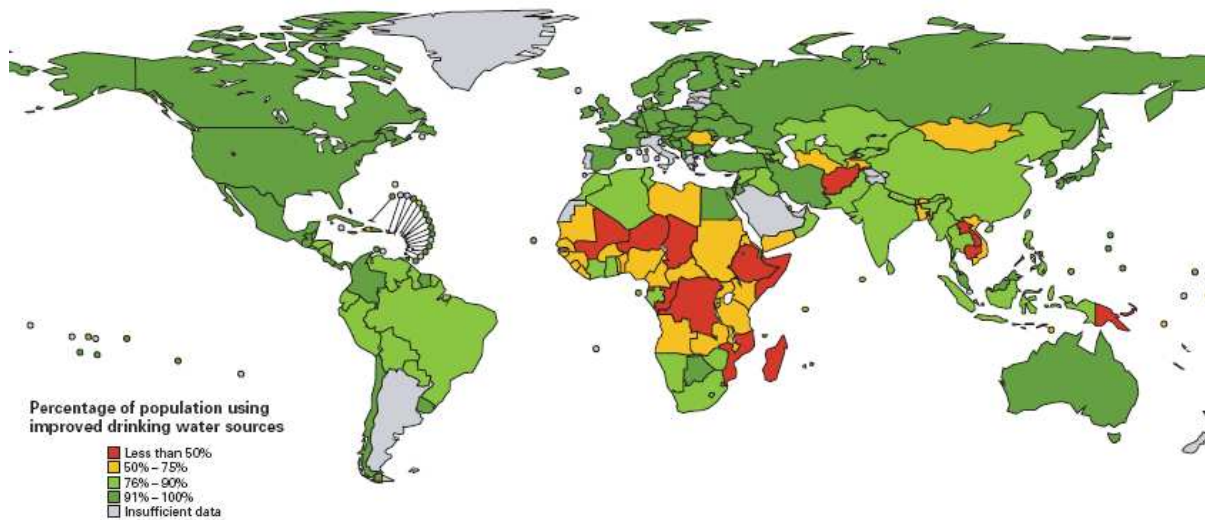 Percentage of population using
improved drinking water sources
Less than 50%
50% – 75%
76% – 90%
91% – 100%
Insufficient data